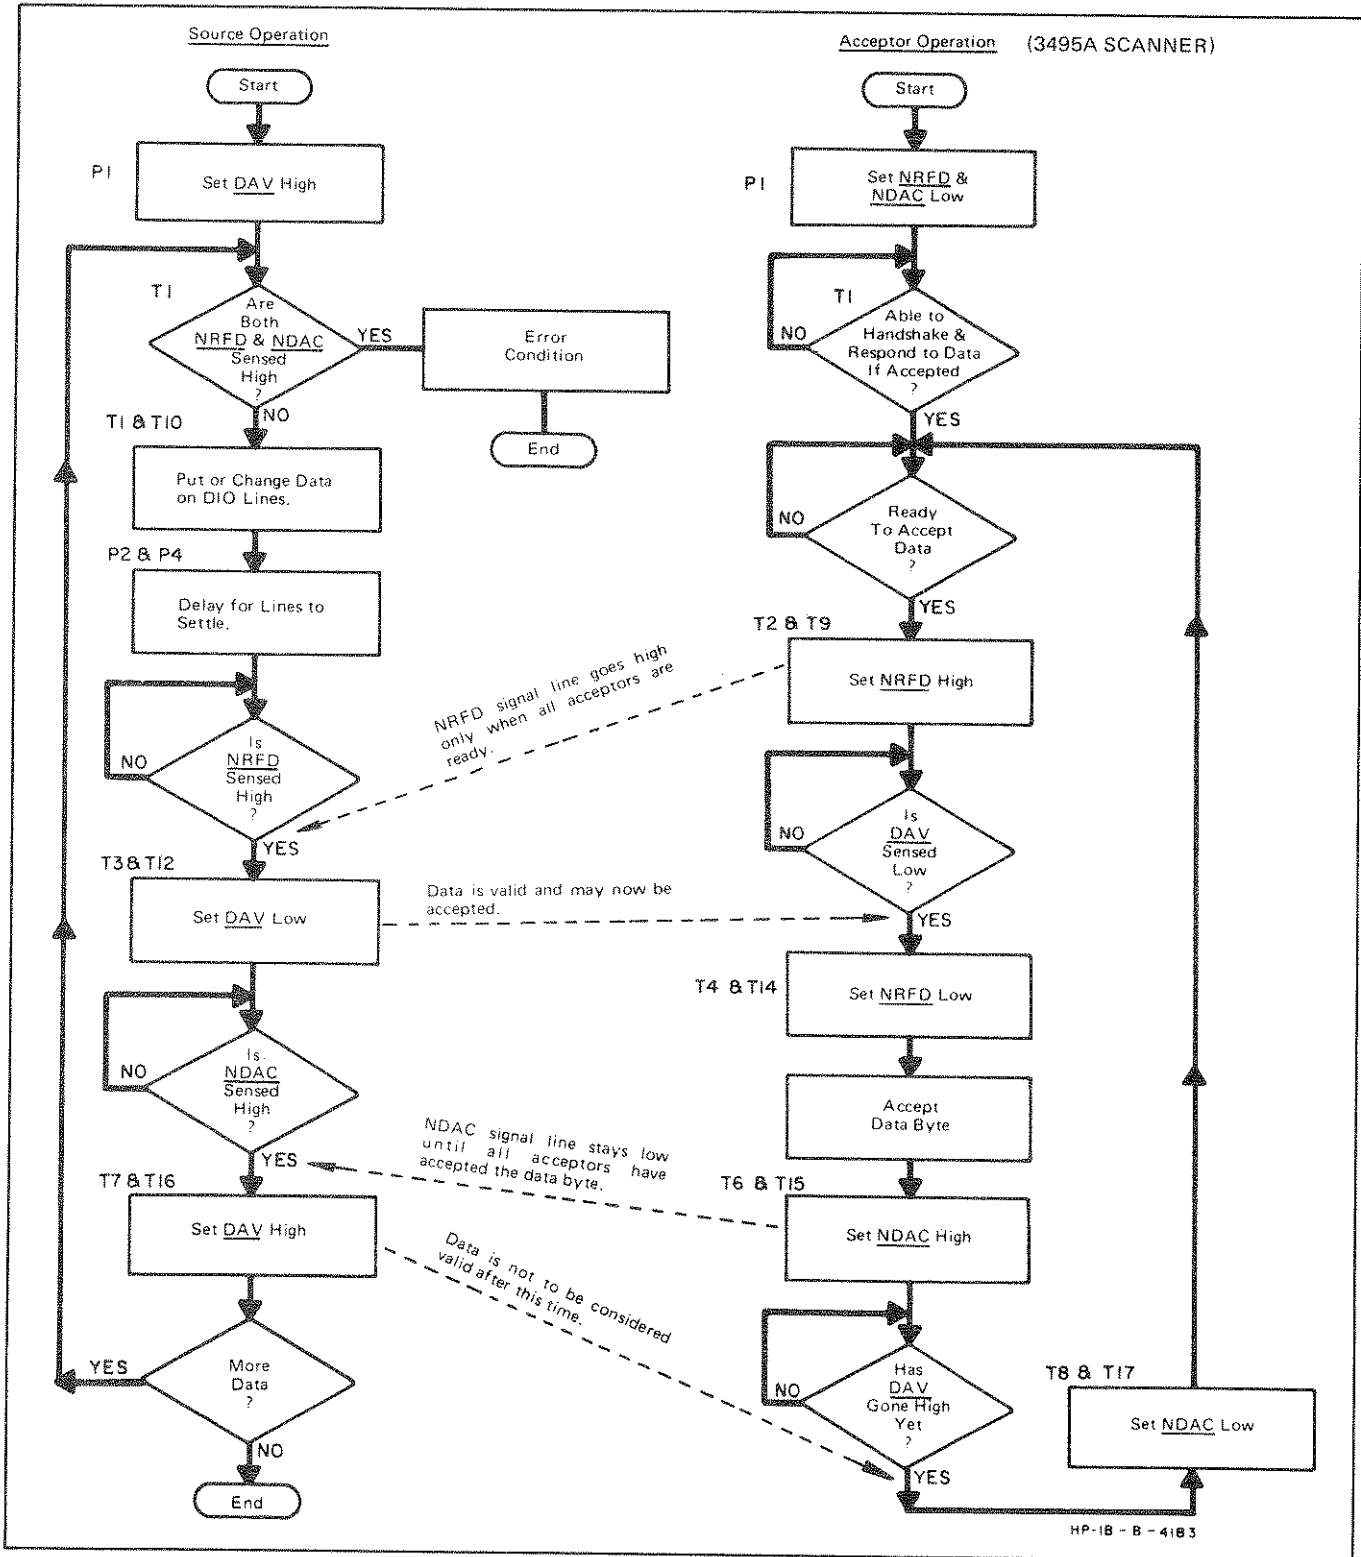 Source Operation
Start
P1
Set DAV High
T1
Are
Both
NRFD & NDAC
Sensed
High
?
YES
Error
Condition
End
NO
T1 & T10
Put or Change Data
on DIO Lines.
P2 & P4
Delay for Lines to
Settle.
Is
NRFD
Sensed
High
?
NO
YES
T3 & T12
Set DAV Low
Is
NDAC
Sensed
High
?
NO
YES
T7 & T16
Set DAV High
More
Data
?
YES
NO
End
NRFD signal line goes high
only when all acceptors are
ready.
Data is valid and may now be
accepted.
NDAC signal line stays low
until all acceptors have
accepted the data byte.
Data is not to be considered
valid after this time.
Acceptor Operation (3495A SCANNER)
Start
P1
Set NRFD &
NDAC Low
T1
Able to
Handshake &
Respond to Data
If Accepted
?
NO
YES
Ready
To Accept
Data
?
NO
YES
T2 & T9
Set NRFD High
Is
DAV
Sensed
Low
?
NO
YES
T4 & T14
Set NRFD Low
Accept
Data Byte
T6 & T15
Set NDAC High
Has
DAV
Gone High
Yet
?
NO
YES
T8 & T17
Set NDAC Low
HP-IB - B - 4183